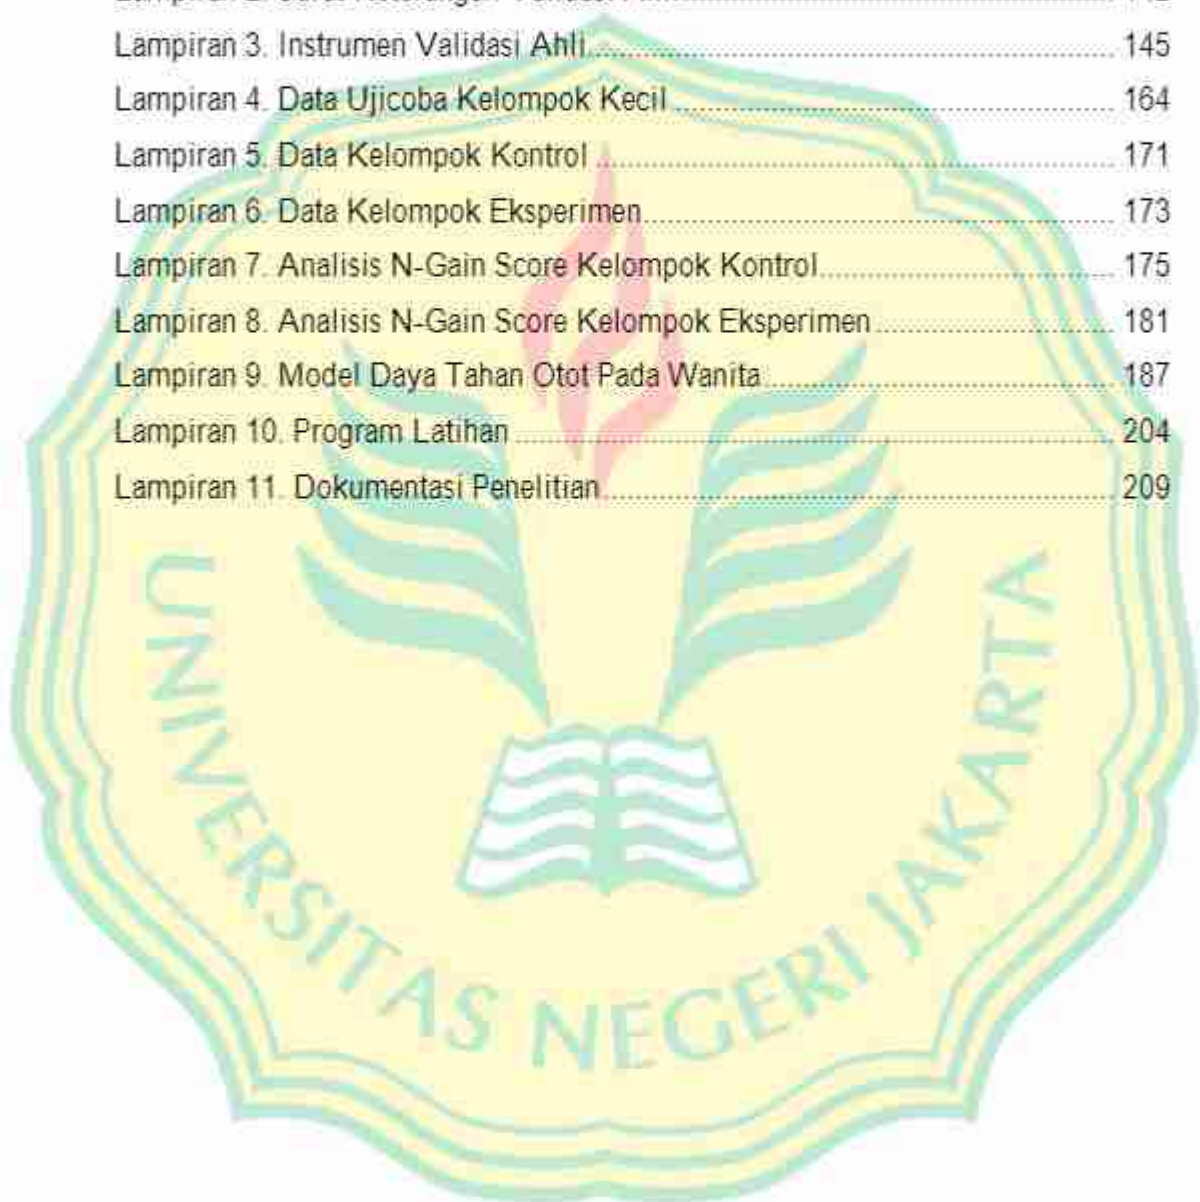 Lampiran 3. Instrumen Validasi Ahli 145
Lampiran 4. Data Ujicoba Kelompok Kecil 164
Lampiran 5. Data Kelompok Kontrol 171
Lampiran 6. Data Kelompok Eksperimen 173
Lampiran 7. Analisis N-Gain Score Kelompok Kontrol 175
Lampiran 8. Analisis N-Gain Score Kelompok Eksperimen 181
Lampiran 9. Model Daya Tahan Otot Pada Wanita 187
Lampiran 10. Program Latihan 204
Lampiran 11. Dokumentasi Penelitian 209
UNIVERSITAS NEGERI JAKARTA